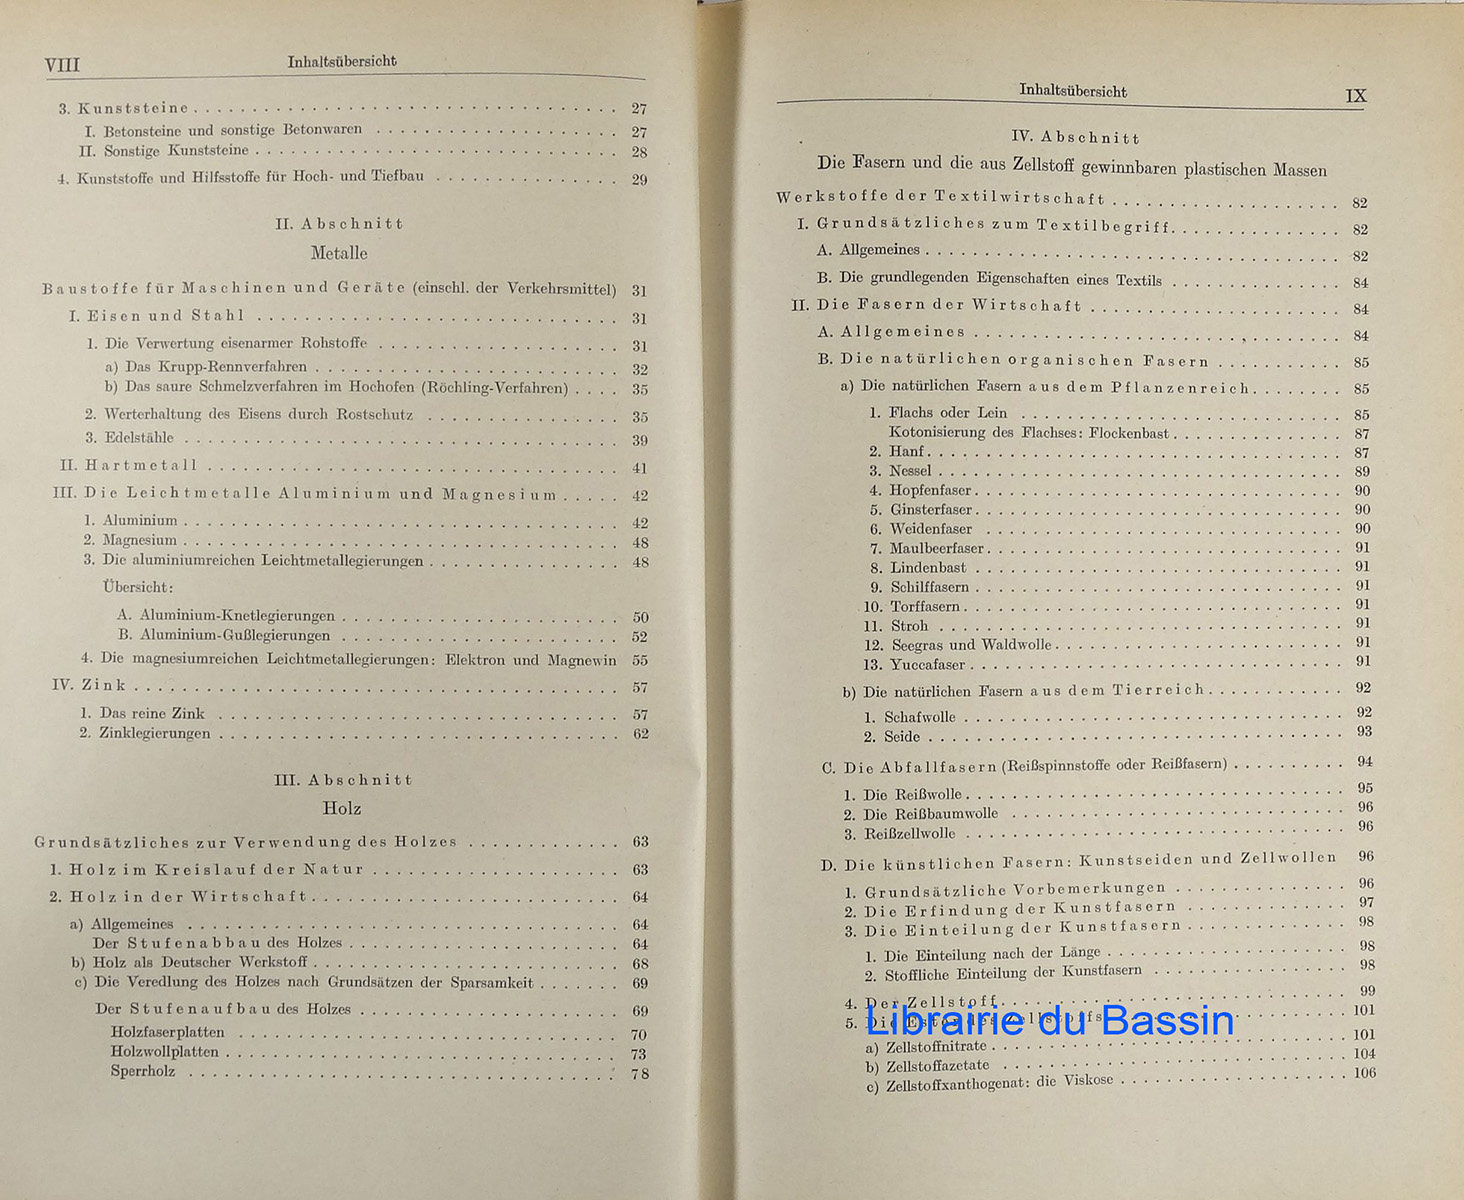 VIII Inhaltsübersicht
3. Kunststeine 27
I. Betonsteine und sonstige Betonwaren 27
II. Sonstige Kunststeine 28
4. Kunststoffe und Hilfsstoffe für Hoch- und Tiefbau 29
II. Abschnitt
Metalle
Baustoffe für Maschinen und Geräte (einschl. der Verkehrsmittel) 31
I. Eisen und Stahl 31
1. Die Verwertung eisenarmer Rohstoffe 31
a) Das Krupp-Rennverfahren 32
b) Das saure Schmelzverfahren im Hochofen (Röchling-Verfahren) 35
2. Werterhaltung des Eisens durch Rostschutz 35
3. Edelstähle 39
II. Hartmetall 41
III. Die Leichtmetalle Aluminium und Magnesium 42
1. Aluminium 42
2. Magnesium 48
3. Die aluminiumreichen Leichtmetallegierungen 48
Übersicht:
A. Aluminium-Knetlegierungen 50
B. Aluminium-Gußlegierungen 52
4. Die magnesiumreichen Leichtmetallegierungen: Elektron und Magnewin 55
IV. Zink 57
1. Das reine Zink 57
2. Zinklegierungen 62
III. Abschnitt
Holz
Grundsätzliches zur Verwendung des Holzes 63
1. Holz im Kreislauf der Natur 63
2. Holz in der Wirtschaft 64
a) Allgemeines 64
Der Stufenabbau des Holzes 64
b) Holz als Deutscher Werkstoff 68
c) Die Veredlung des Holzes nach Grundsätzen der Sparsamkeit 69
Der Stufenaufbau des Holzes 69
Holzfaserplatten 70
Holzwollplatten 73
Sperrholz 78
Inhaltsübersicht IX
IV. Abschnitt
Die Fasern und die aus Zellstoff gewinnbaren plastischen Massen
Werkstoffe der Textilwirtschaft 82
I. Grundsätzliches zum Textilbegriff 82
A. Allgemeines 82
B. Die grundlegenden Eigenschaften eines Textils 84
II. Die Fasern der Wirtschaft 84
A. Allgemeines 84
B. Die natürlichen organischen Fasern 85
a) Die natürlichen Fasern aus dem Pflanzenreich 85
1. Flachs oder Lein 85
Kotonisierung des Flachses: Flockenbast 87
2. Hanf 87
3. Nessel 89
4. Hopfenfaser 90
5. Ginsterfaser 90
6. Weidenfaser 90
7. Maulbeerfaser 91
8. Lindenbast 91
9. Schilffasern 91
10. Torffasern 91
11. Stroh 91
12. Seegras und Waldwolle 91
13. Yuccafaser 91
b) Die natürlichen Fasern aus dem Tierreich 92
1. Schafwolle 92
2. Seide 93
C. Die Abfallfasern (Reißspinnstoffe oder Reißfasern) 94
1. Die Reißwolle 95
2. Die Reißbaumwolle 96
3. Reißzellwolle 96
D. Die künstlichen Fasern: Kunstseiden und Zellwollen 96
1. Grundsätzliche Vorbemerkungen 96
2. Die Erfindung der Kunstfasern 97
3. Die Einteilung der Kunstfasern 98
1. Die Einteilung nach der Länge 98
2. Stoffliche Einteilung der Kunstfasern 98
4. Der Zellstoff 99
5. Die Ester des Zellstoffs 101
Librairie du Bassin
a) Zellstoffnitrate 101
b) Zellstoffazetate 104
c) Zellstoffxanthogenat: die Viskose 106